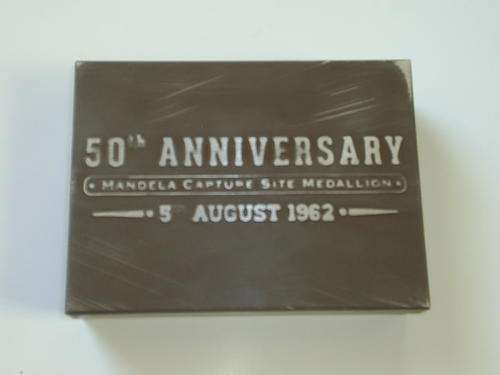 50th ANNIVERSARY
• MANDELA CAPTURE SITE MEDALLION •
• 5 AUGUST 1962 •